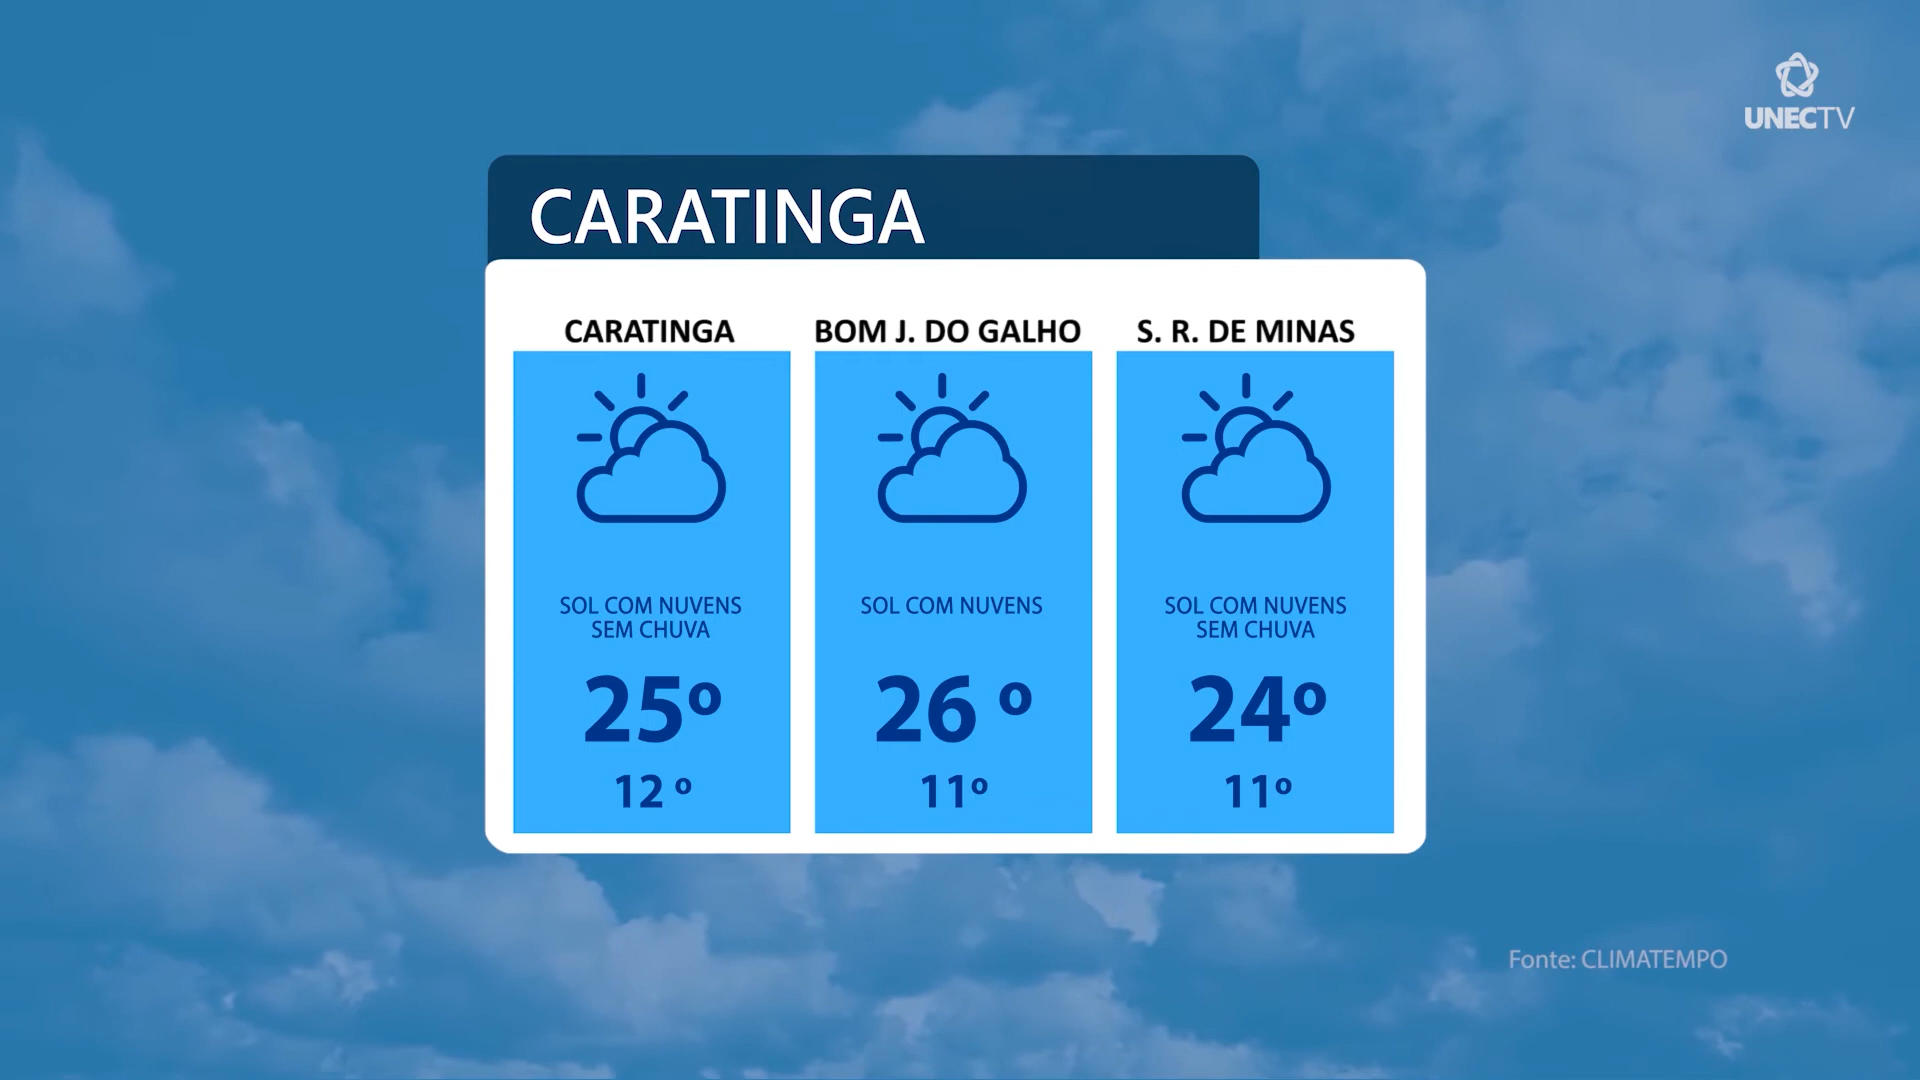 UNECTV
CARATINGA
CARATINGA
BOM J. DO GALHO
S. R. DE MINAS
SOL COM NUVENS
SEM CHUVA
25º
12 º
SOL COM NUVENS
26 º
11º
SOL COM NUVENS
SEM CHUVA
24º
11º
Fonte: CLIMATEMPO